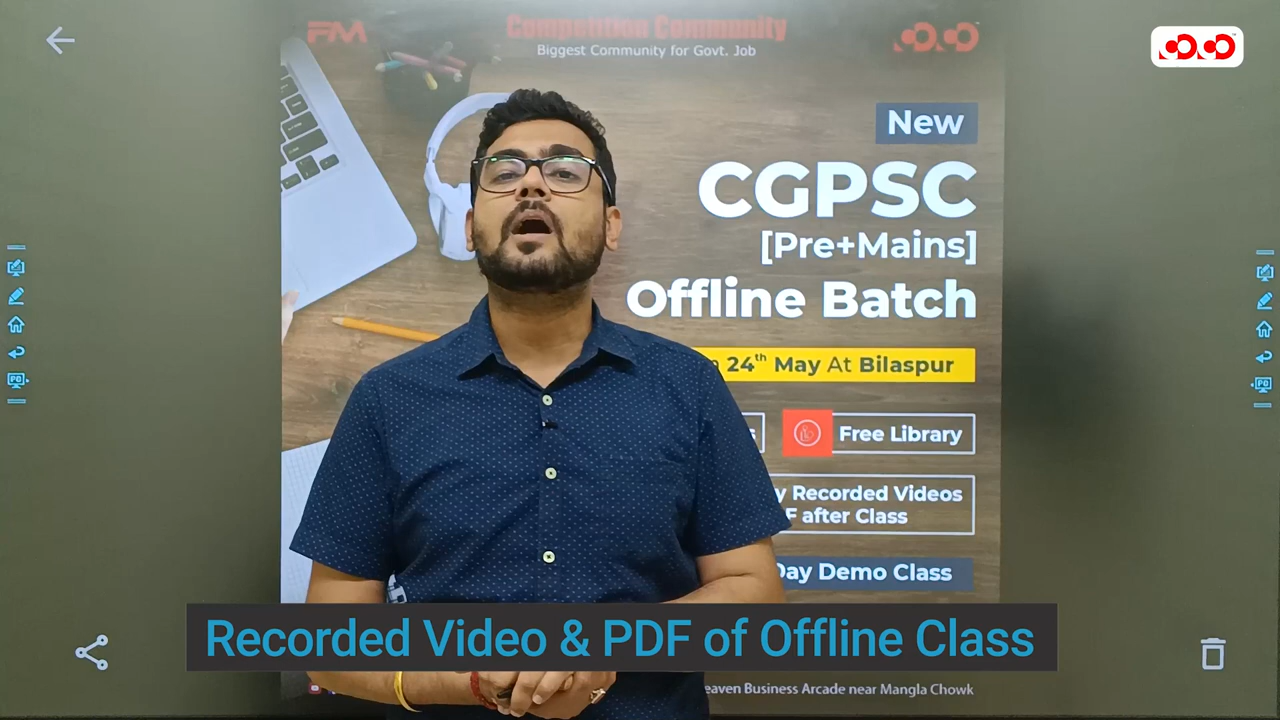 Competition Community
Biggest Community for Govt. Job
New
CGPSC
[Pre+Mains]
Offline Batch
24th May At Bilaspur
Free Library
Recorded Videos
after Class
Day Demo Class
Recorded Video & PDF of Offline Class
Business Arcade near Mangla Chowk